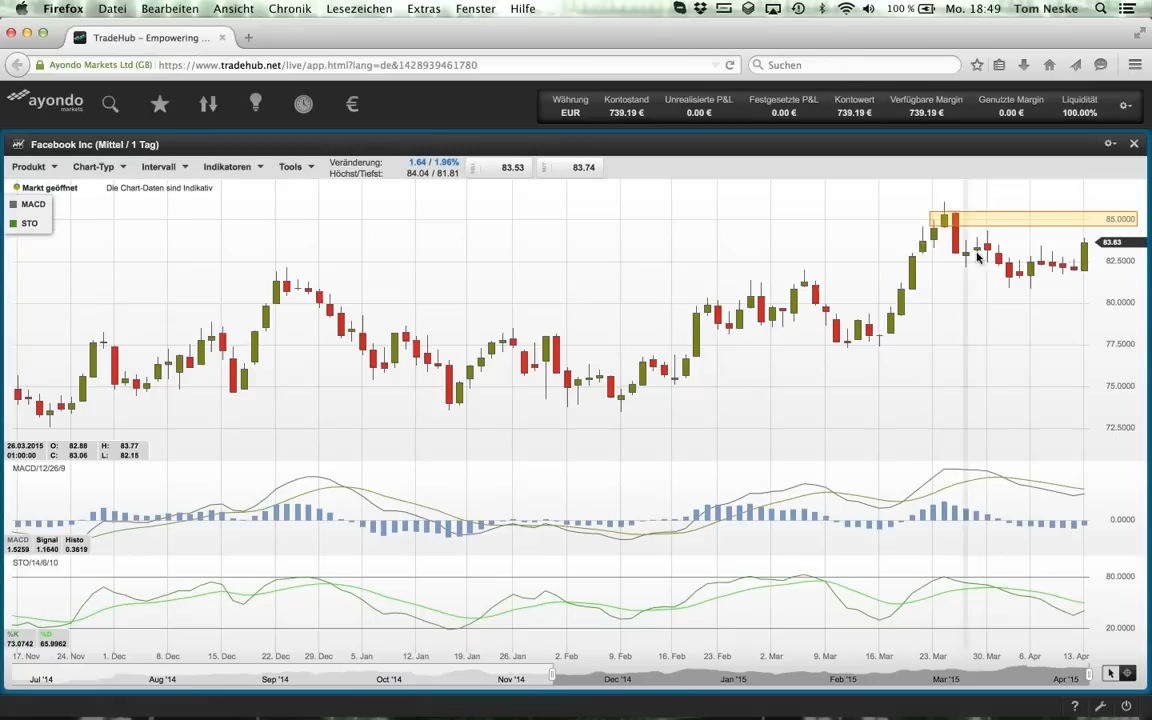 Firefox Datei Bearbeiten Ansicht Chronik Lesezeichen Extras Fenster Hilfe 100 % Mo. 18:49 Tom Neske
TradeHub – Empowering ...
Ayondo Markets Ltd (GB) https://www.tradehub.net/live/app.html?lang=de&1428939461780 Suchen
ayondo markets
Währung Kontostand Unrealisierte P&L Festgesetzte P&L Kontowert Verfügbare Margin Genutzte Margin Liquidität
EUR 739.19 € 0.00 € 0.00 € 739.19 € 739.19 € 0.00 € 100.00%
Facebook Inc (Mittel / 1 Tag)
Produkt Chart-Typ Intervall Indikatoren Tools Veränderung: 1.64 / 1.96% 83.53 83.74
Höchst/Tiefst: 84.04 / 81.81
Markt geöffnet Die Chart-Daten sind Indikativ
MACD
STO
85.0000
83.63
82.5000
80.0000
77.5000
75.0000
72.5000
26.03.2015 O: 82.88 H: 83.77
01:00:00 C: 83.06 L: 82.15
MACD/12/26/9
0.0000
MACD Signal Histo
1.5259 1.1640 0.3619
STO/14/6/10
80.0000
20.0000
%K %D
73.0742 65.9962
17. Nov 24. Nov 1. Dec 8. Dec 15. Dec 22. Dec 29. Dec 5. Jan 12. Jan 19. Jan 26. Jan 2. Feb 9. Feb 16. Feb 23. Feb 2. Mar 9. Mar 16. Mar 23. Mar 30. Mar 6. Apr 13. Apr
Jul '14 Aug '14 Sep '14 Oct '14 Nov '14 Dec '14 Jan '15 Feb '15 Mar '15 Apr '15